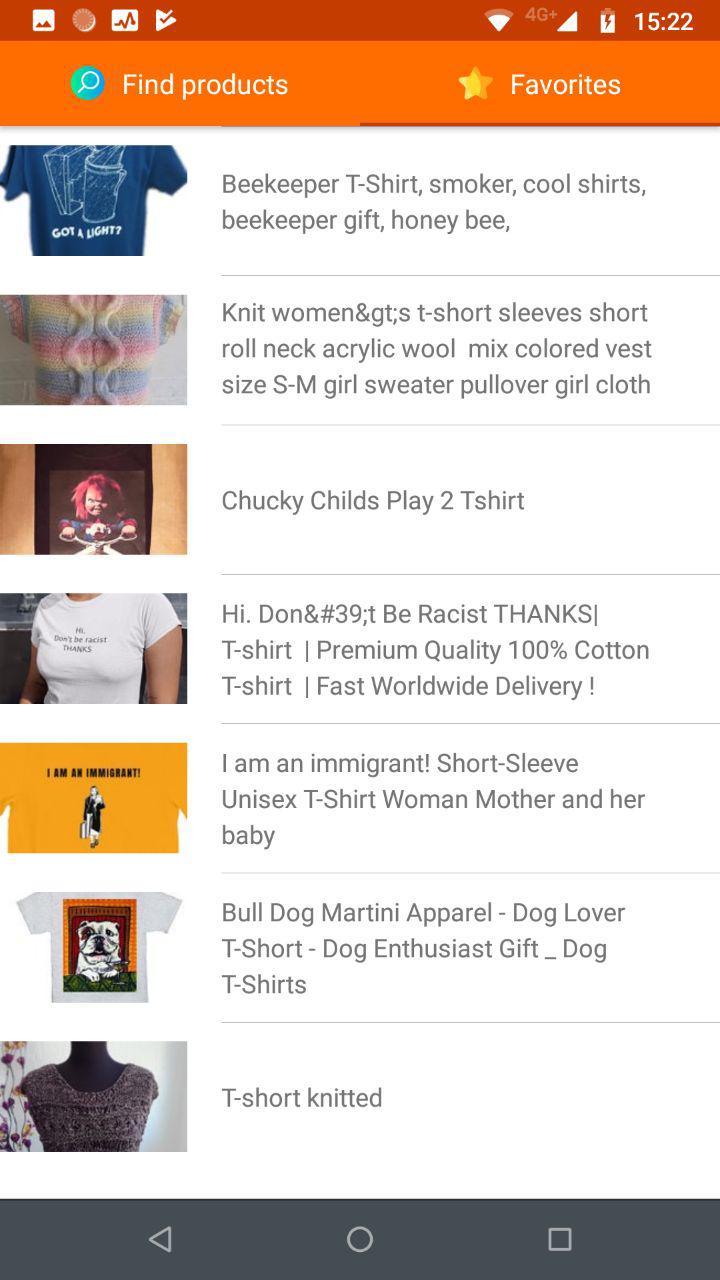 4G+ 15:22
Find products
Favorites
GOT A LIGHT?
Beekeeper T-Shirt, smoker, cool shirts,
beekeeper gift, honey bee,
Knit women&gt;s t-short sleeves short
roll neck acrylic wool  mix colored vest
size S-M girl sweater pullover girl cloth
Chucky Childs Play 2 Tshirt
Hi,
Don't be racist
THANKS
Hi. Don&#39;t Be Racist THANKS|
T-shirt  | Premium Quality 100% Cotton
T-shirt  | Fast Worldwide Delivery !
I AM AN IMMIGRANT!
I am an immigrant! Short-Sleeve
Unisex T-Shirt Woman Mother and her
baby
Bull Dog Martini Apparel - Dog Lover
T-Short - Dog Enthusiast Gift _ Dog
T-Shirts
T-short knitted